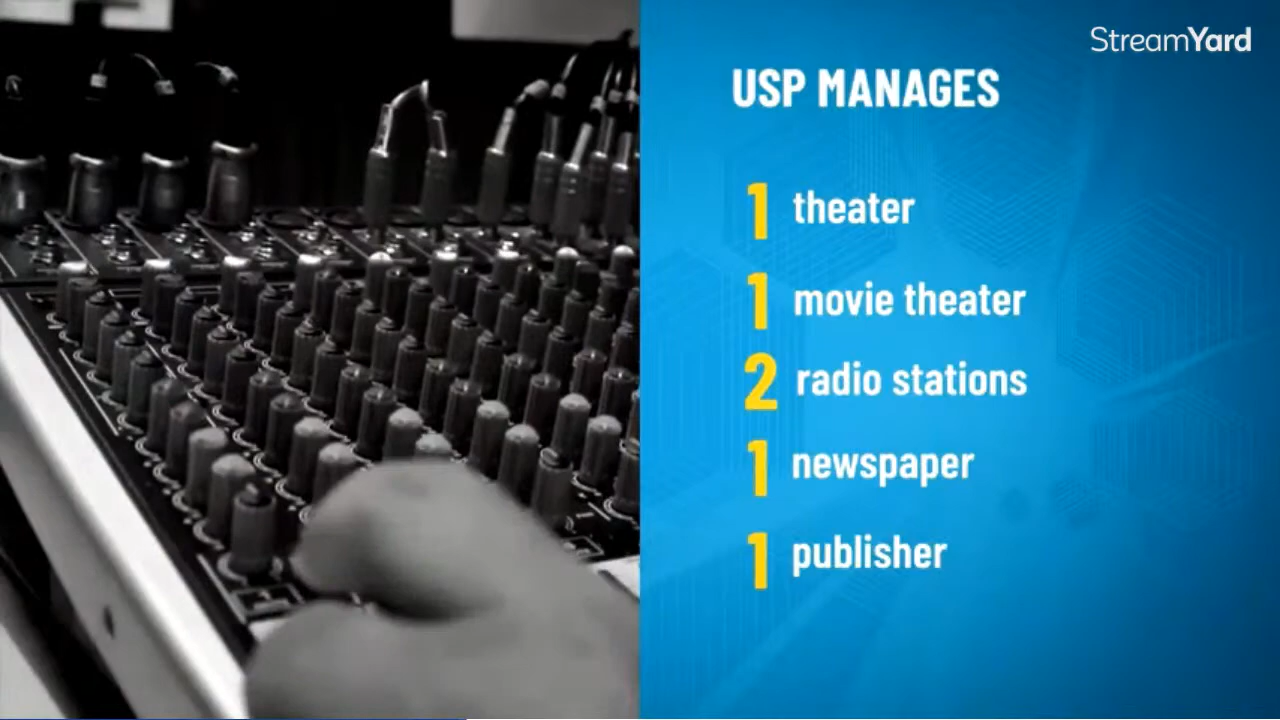 StreamYard
USP MANAGES
1 theater
1 movie theater
2 radio stations
1 newspaper
1 publisher